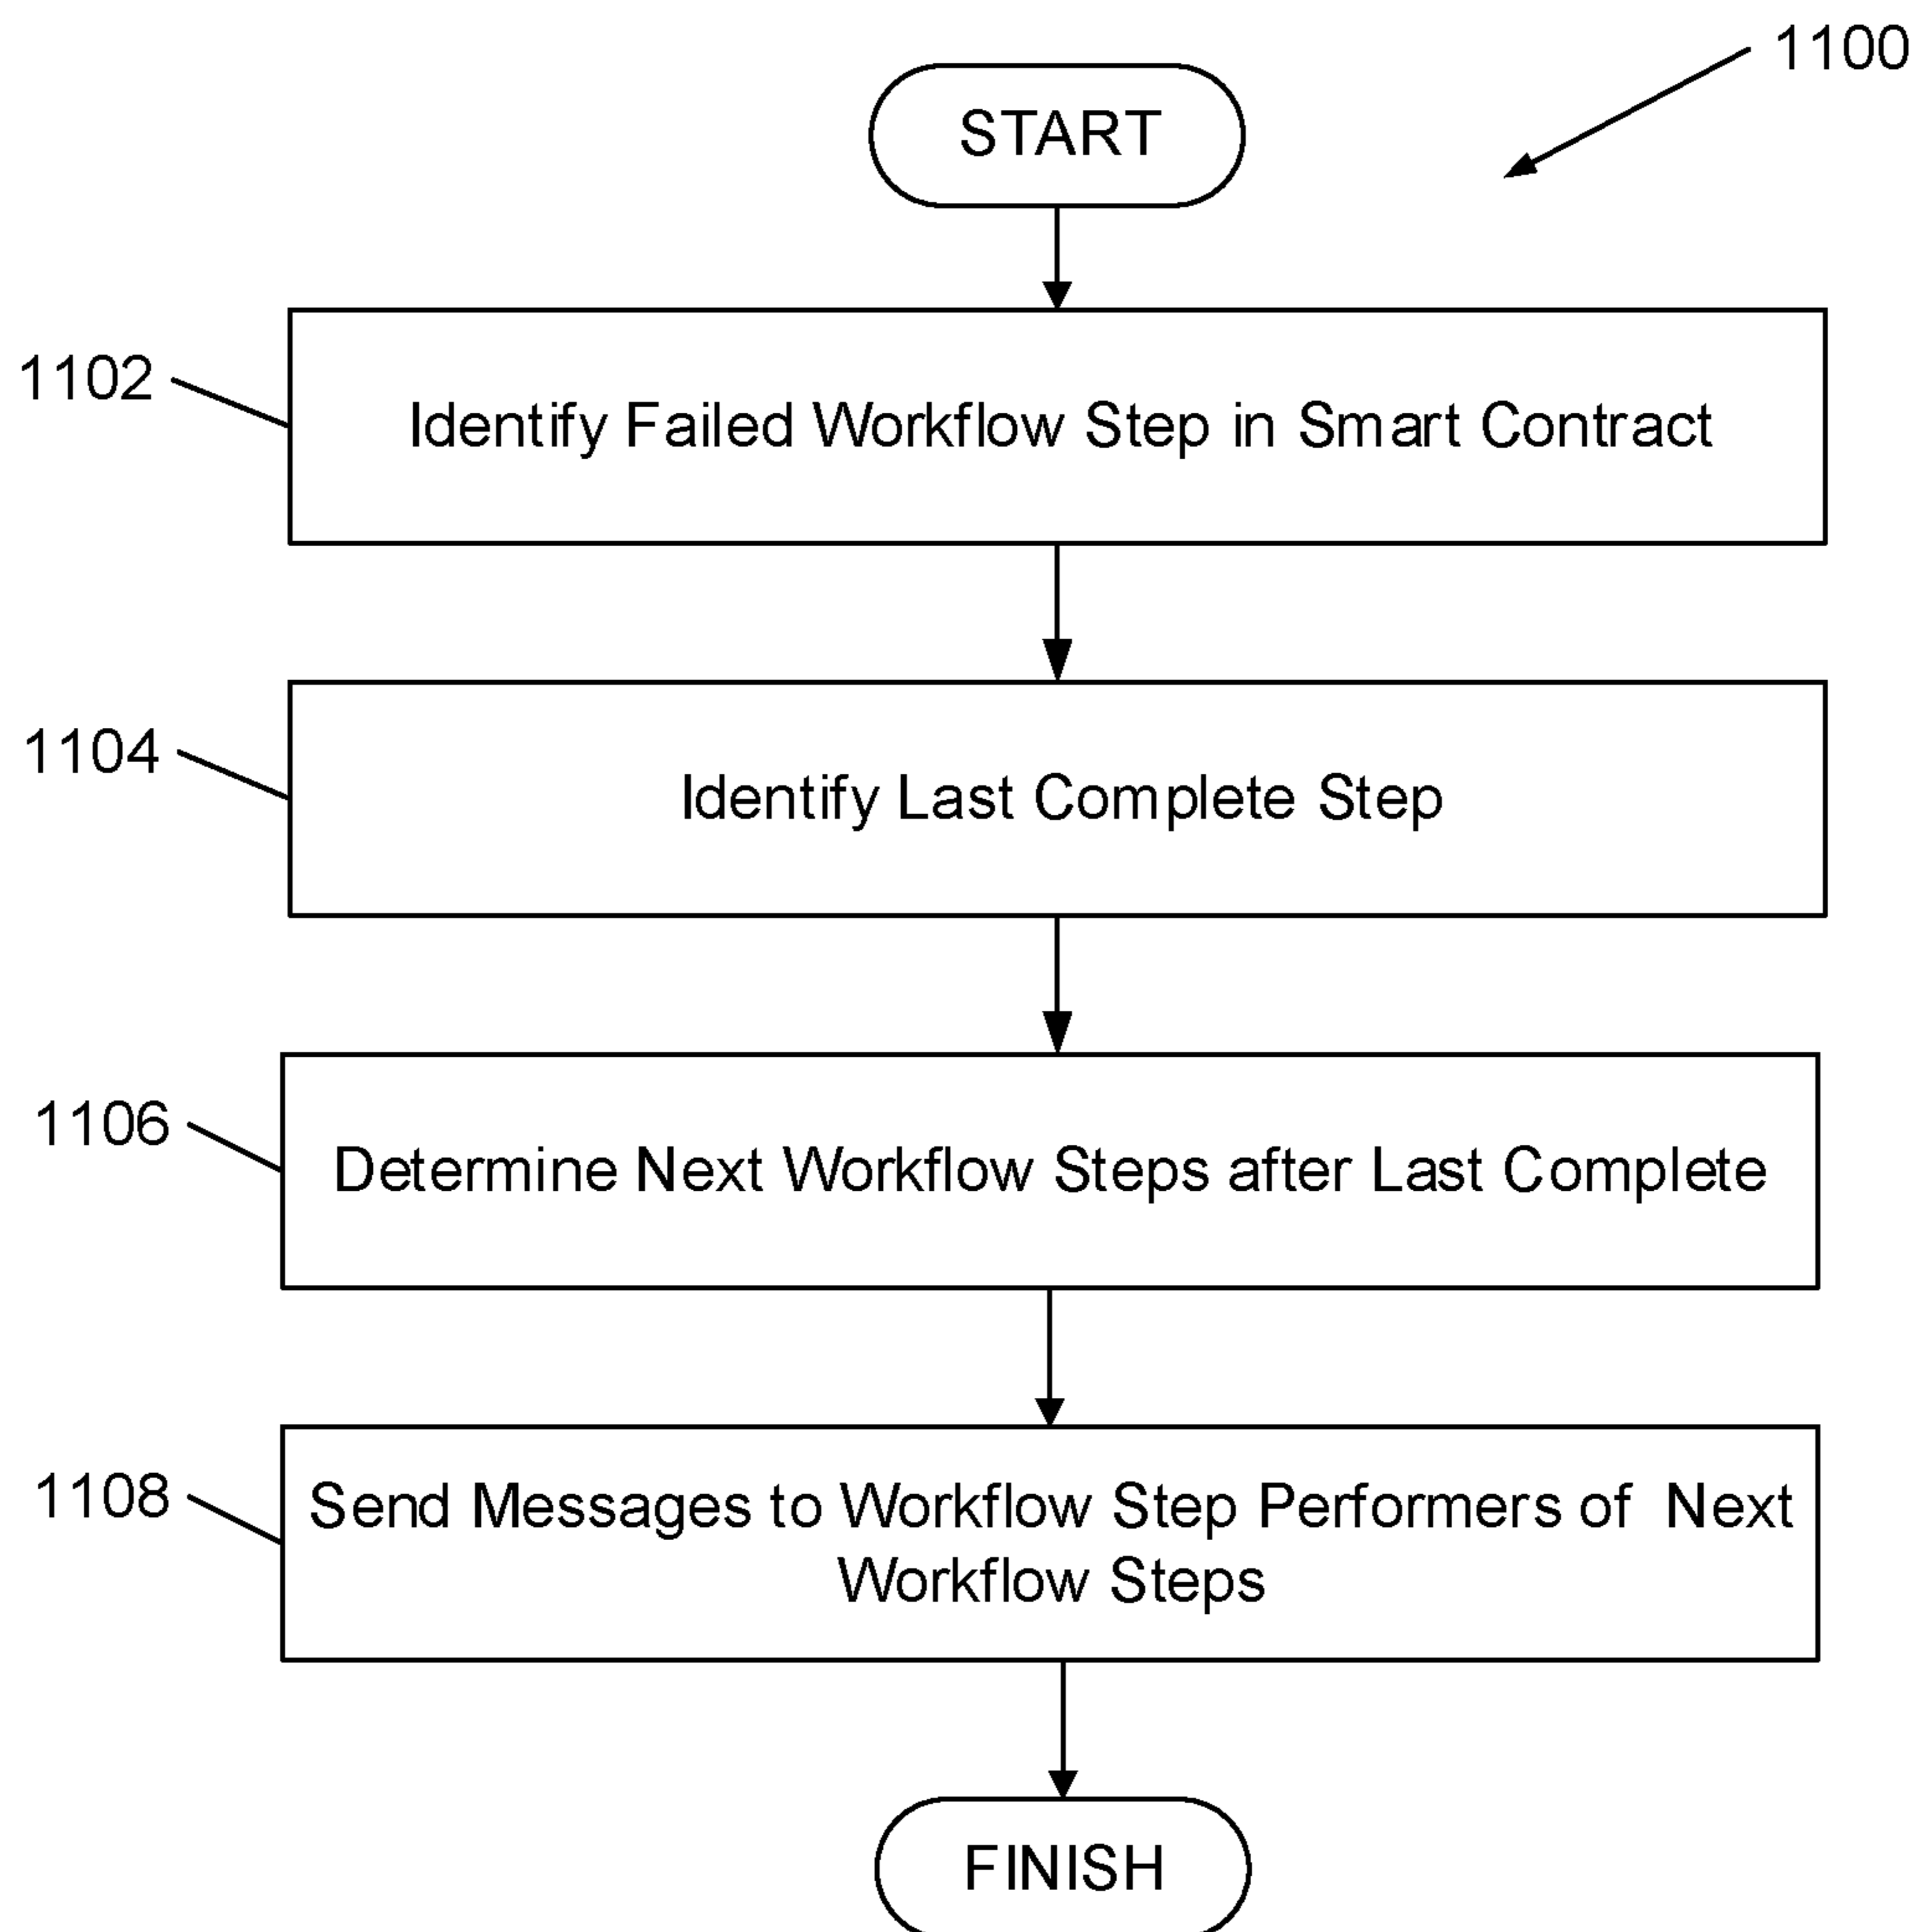 1100
START
1102
Identify Failed Workflow Step in Smart Contract
1104
Identify Last Complete Step
1106
Determine Next Workflow Steps after Last Complete
1108
Send Messages to Workflow Step Performers of Next
Workflow Steps
FINISH